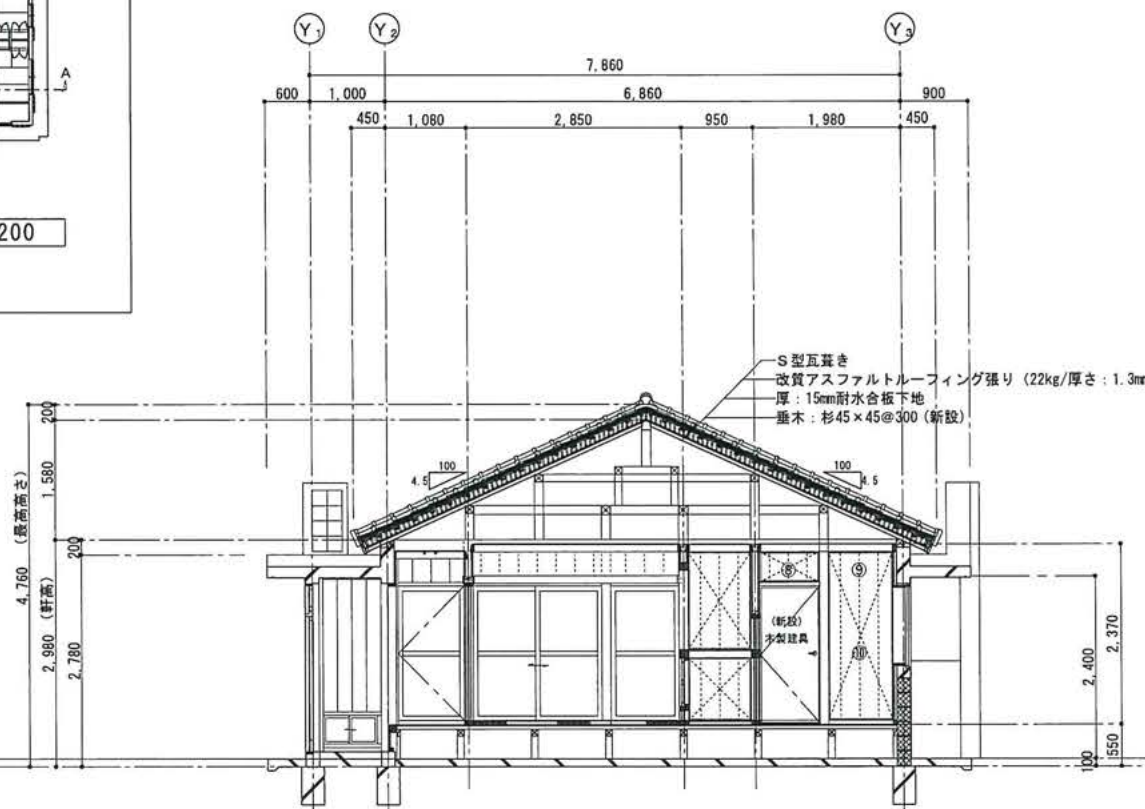 A
200
Y1
Y2
Y3
7,860
600
1,000
6,860
900
450
1,080
2,850
950
1,980
450
S型瓦葺き
改質アスファルトルーフィング張り (22kg/厚さ：1.3mm
厚：15mm耐水合板下地
垂木：杉45×45@300 (新設)
100
4.5
100
4.5
200
1,580
200
4,760 (最高高さ)
2,980 (軒高)
2,780
⑧
⑨
(新設)
木製建具
⑩
2,370
2,400
550
100